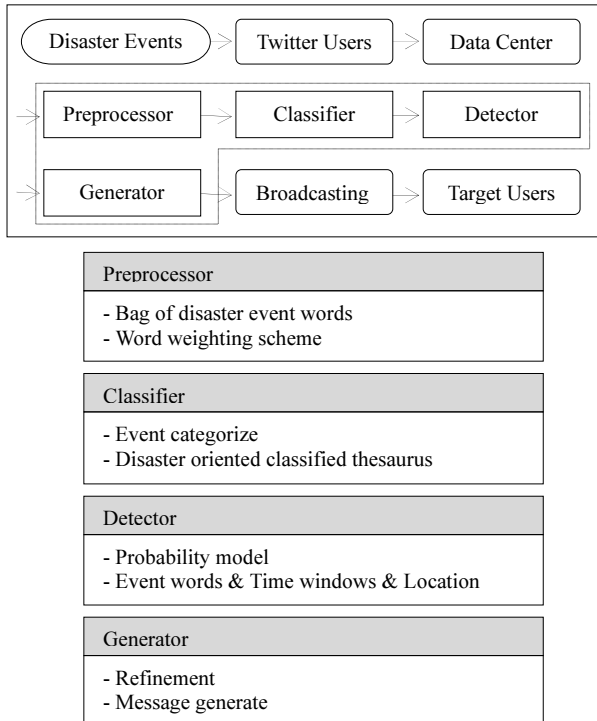 Disaster Events
Twitter Users
Data Center
Preprocessor
Classifier
Detector
Generator
Broadcasting
Target Users
Preprocessor
- Bag of disaster event words
- Word weighting scheme
Classifier
- Event categorize
- Disaster oriented classified thesaurus
Detector
- Probability model
- Event words & Time windows & Location
Generator
- Refinement
- Message generate